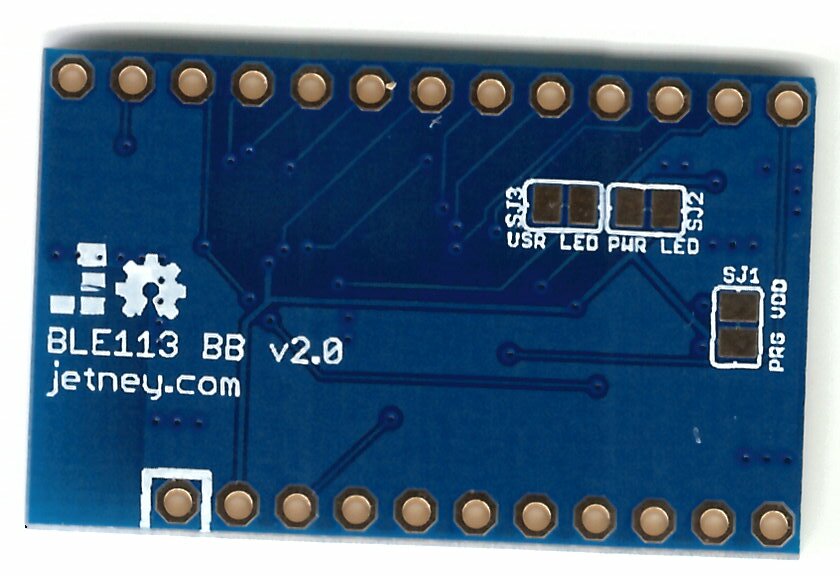 SJ3
SJ2
USR LED
PWR LED
SJ1
PRG VDD
BLE113 BB v2.0
jetney.com